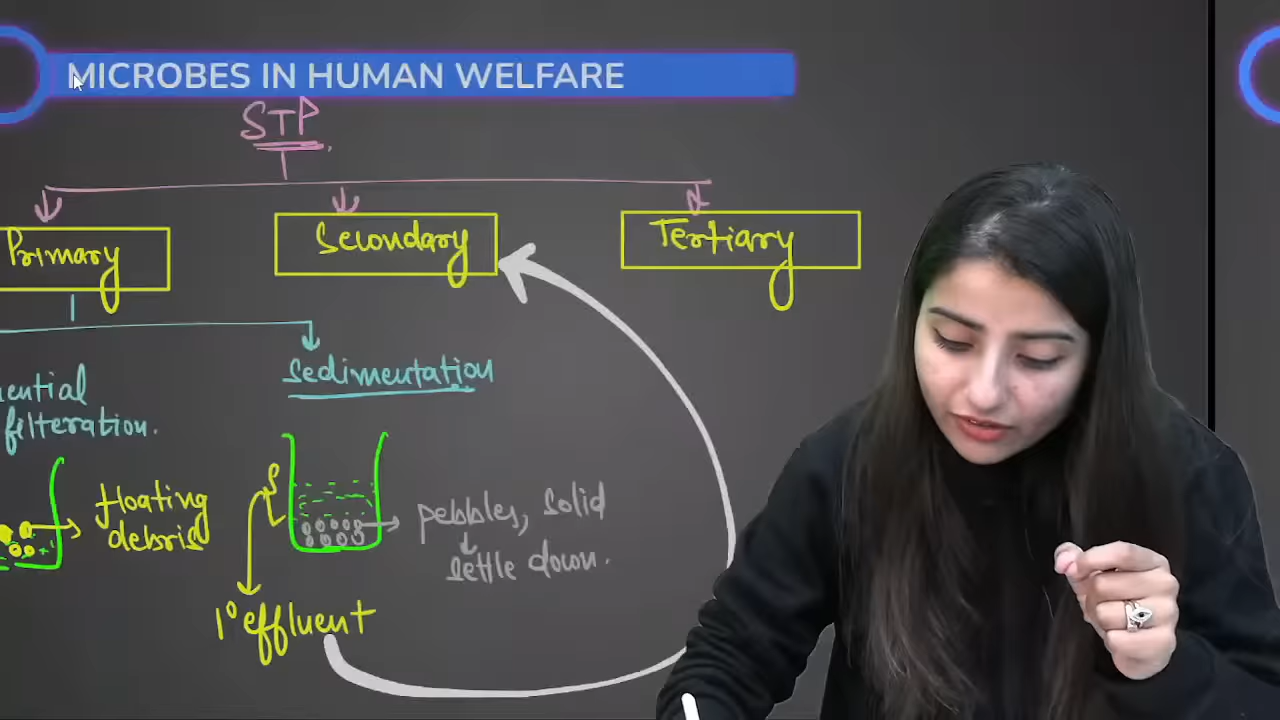 MICROBES IN HUMAN WELFARE
STP
Primary
Secondary
Tertiary
Sedimentation
filteration.
floating
debris
pebbles, solid
settle down.
1° effluent